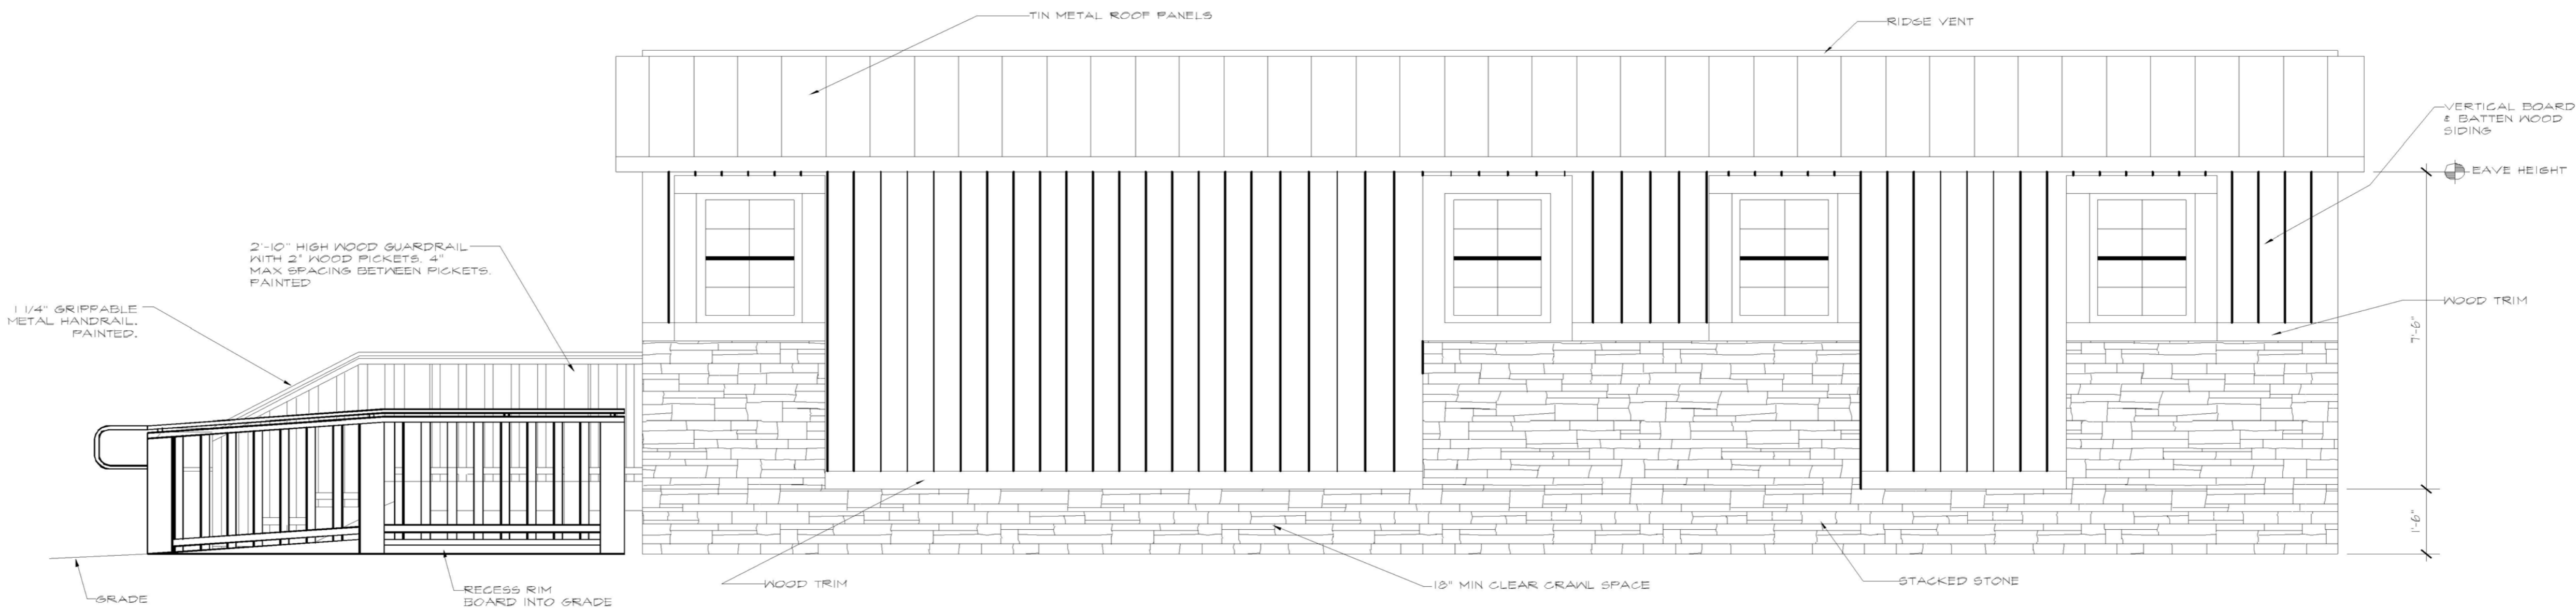 TIN METAL ROOF PANELS
RIDGE VENT
VERTICAL BOARD
& BATTEN WOOD
SIDING
EAVE HEIGHT
2'-10" HIGH WOOD GUARDRAIL
WITH 2" WOOD PICKETS. 4"
MAX SPACING BETWEEN PICKETS.
PAINTED
1 1/4" GRIPPABLE
METAL HANDRAIL.
PAINTED.
WOOD TRIM
7'-6"
1'-6"
GRADE
RECESS RIM
BOARD INTO GRADE
WOOD TRIM
18" MIN CLEAR CRAWL SPACE
STACKED STONE